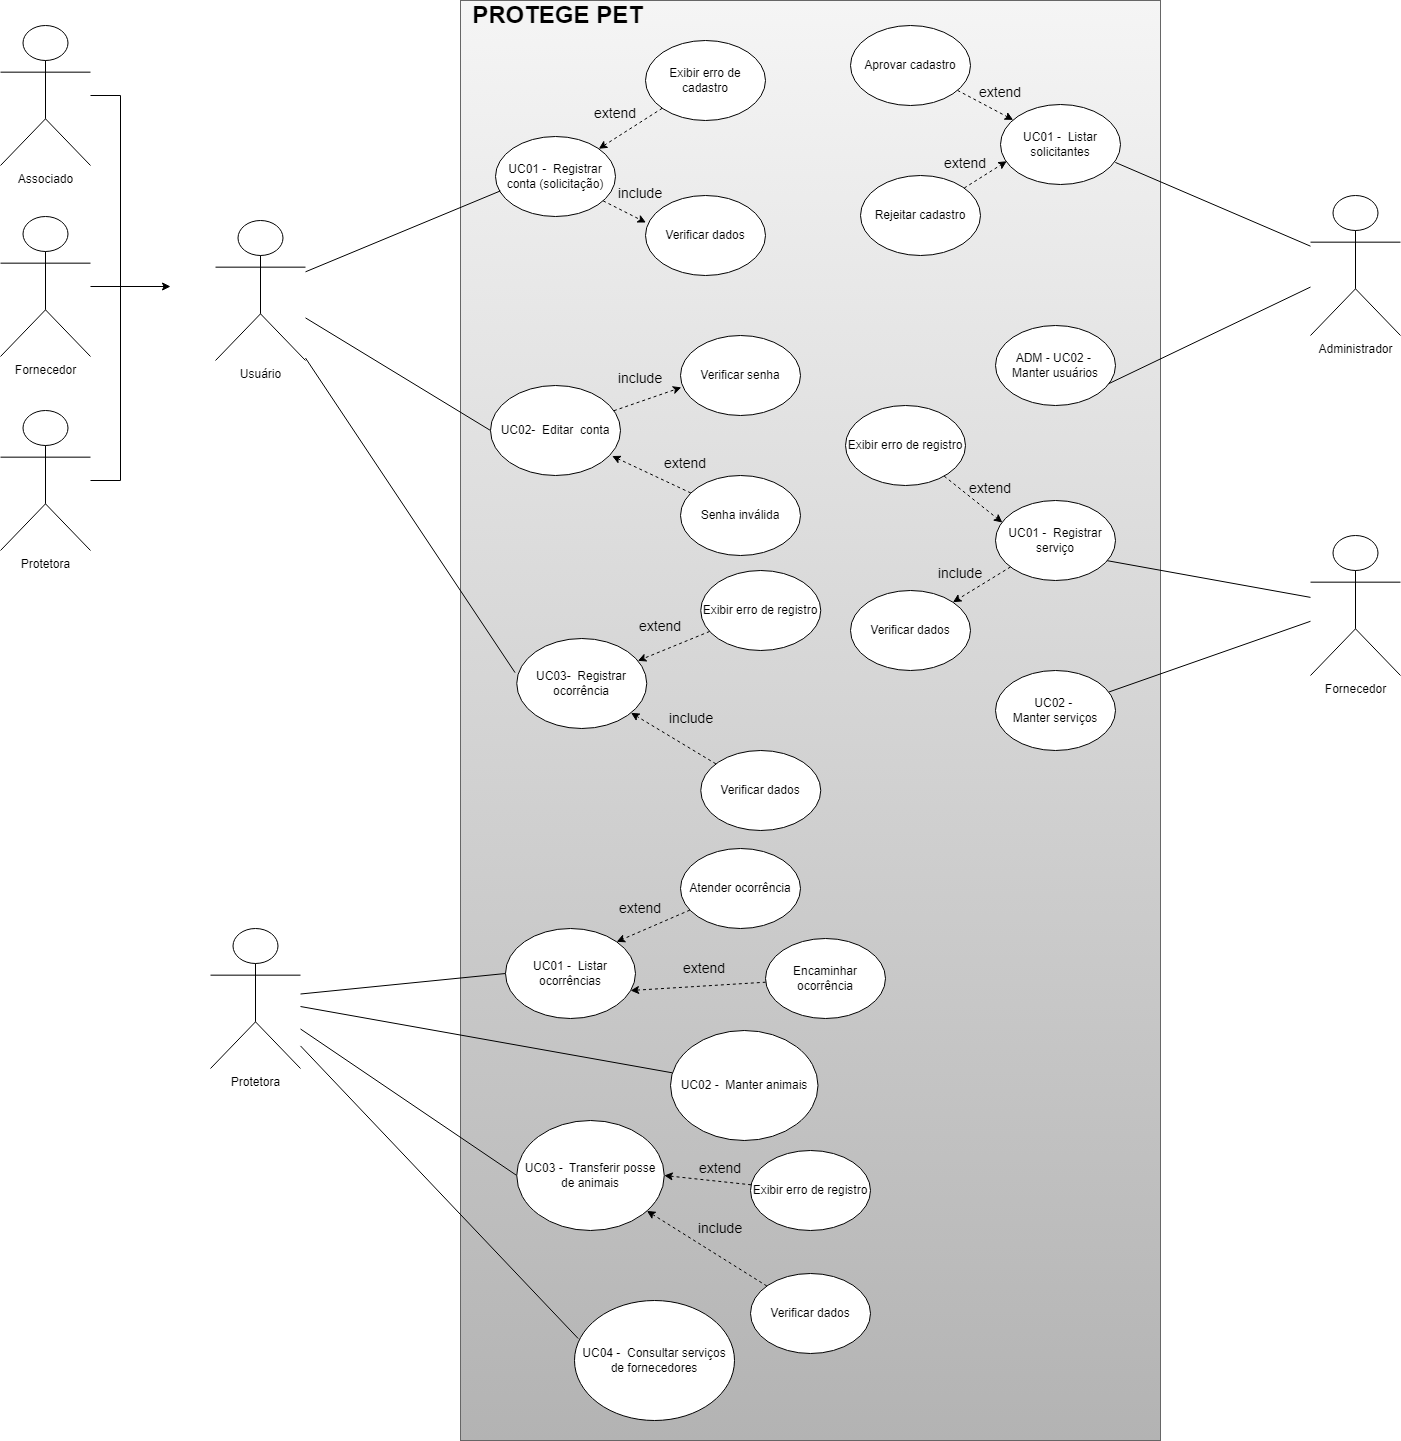 PROTEGE PET
Associado
Fornecedor
Protetora
Usuário
Exibir erro de
cadastro
extend
UC01 - Registrar
conta (solicitação)
include
Verificar dados
Aprovar cadastro
extend
UC01 - Listar
solicitantes
extend
Rejeitar cadastro
Administrador
ADM - UC02 -
Manter usuários
Verificar senha
include
UC02- Editar conta
extend
Senha inválida
Exibir erro de registro
extend
UC01 - Registrar
serviço
include
Verificar dados
Fornecedor
UC02 -
Manter serviços
Exibir erro de registro
extend
UC03- Registrar
ocorrência
include
Verificar dados
Atender ocorrência
extend
UC01 - Listar
ocorrências
extend
Encaminhar
ocorrência
Protetora
UC02 - Manter animais
UC03 - Transferir posse
de animais
extend
Exibir erro de registro
include
Verificar dados
UC04 - Consultar serviços
de fornecedores